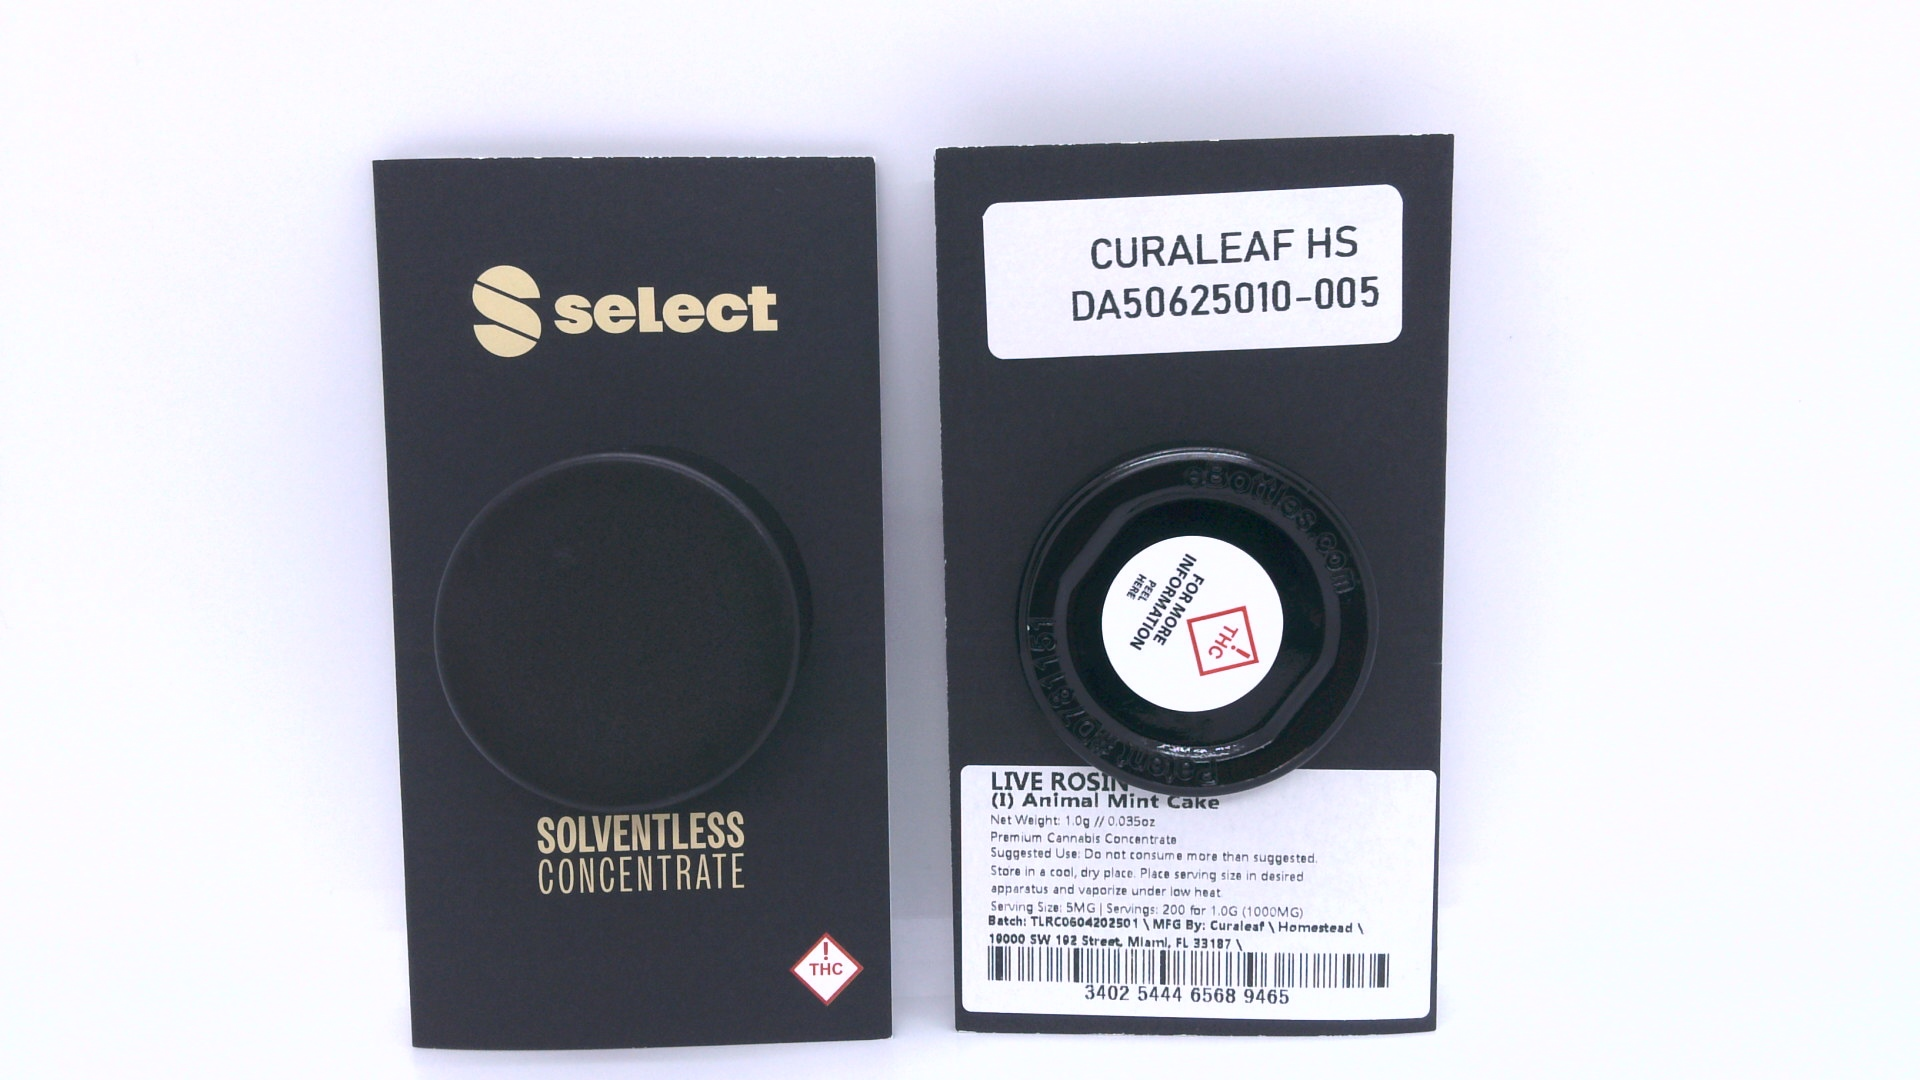 select
SOLVENTLESS
CONCENTRATE
!
THC
CURALEAF HS
DA50625010-005
eBottles.com
FOR MORE
INFORMATION
PEEL
HERE
!
THC
LIVE ROSIN
(I) Animal Mint Cake
Net Weight: 1.0g // 0.035oz
Premium Cannabis Concentrate
Suggested Use: Do not consume more than suggested.
Store in a cool, dry place. Place serving size in desired
apparatus and vaporize under low heat.
Serving Size: 5MG | Servings: 200 for 1.0G (1000MG)
Batch: TLRC0604202501 \ MFG By: Curaleaf \ Homestead \
19000 SW 192 Street, Miami, FL 33187 \
3402 5444 6568 9465